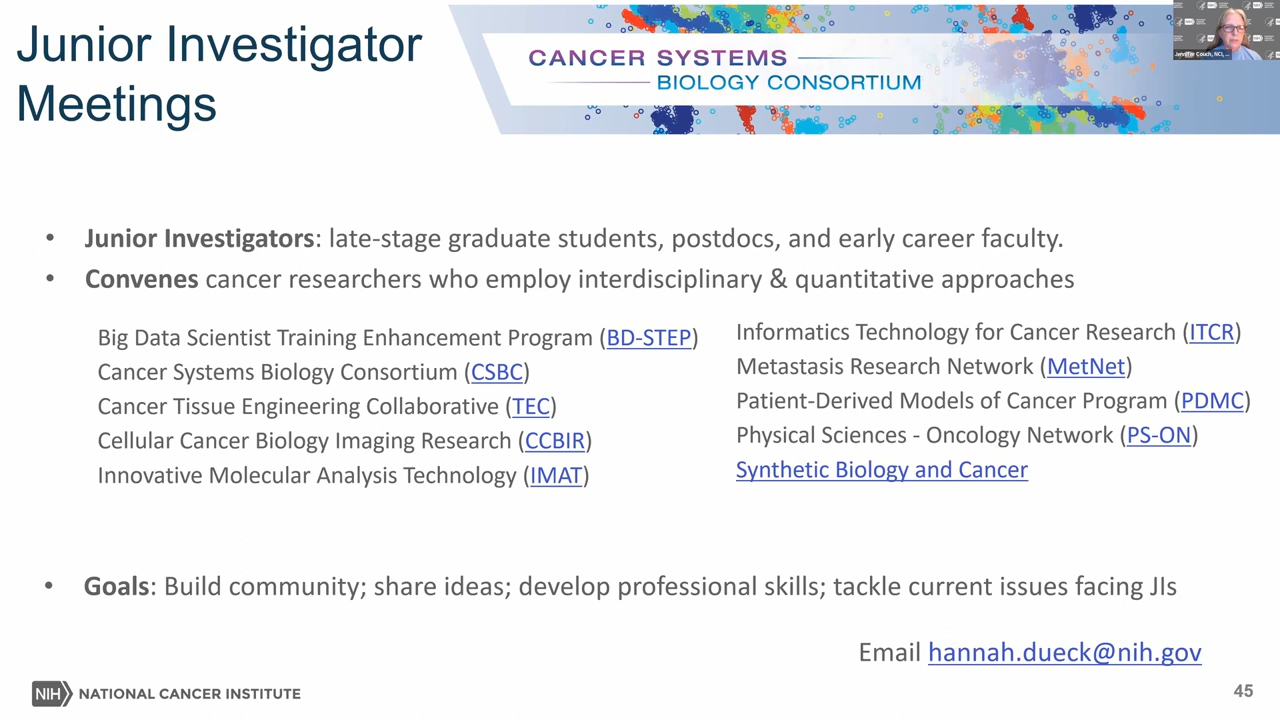 Junior Investigator
Meetings
CANCER SYSTEMS
BIOLOGY CONSORTIUM
Jennifer Couch, NCI, ...
• Junior Investigators: late-stage graduate students, postdocs, and early career faculty.
• Convenes cancer researchers who employ interdisciplinary & quantitative approaches
Big Data Scientist Training Enhancement Program (BD-STEP)
Cancer Systems Biology Consortium (CSBC)
Cancer Tissue Engineering Collaborative (TEC)
Cellular Cancer Biology Imaging Research (CCBIR)
Innovative Molecular Analysis Technology (IMAT)
Informatics Technology for Cancer Research (ITCR)
Metastasis Research Network (MetNet)
Patient-Derived Models of Cancer Program (PDMC)
Physical Sciences - Oncology Network (PS-ON)
Synthetic Biology and Cancer
• Goals: Build community; share ideas; develop professional skills; tackle current issues facing JIs
Email hannah.dueck@nih.gov
NIH NATIONAL CANCER INSTITUTE
45